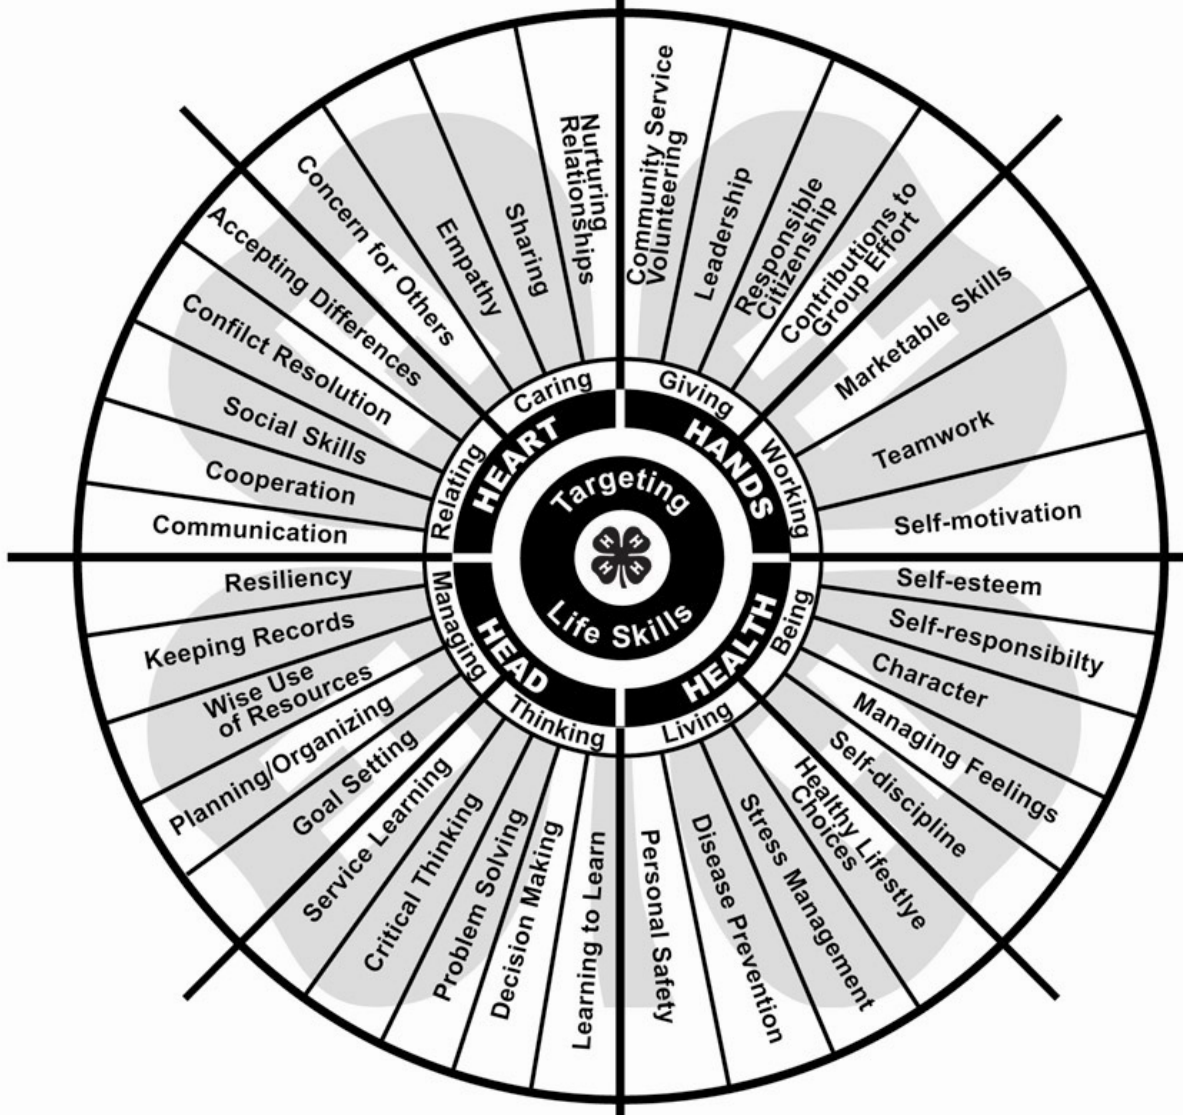 Targeting
Life Skills
H H
H H
HEART
HANDS
HEALTH
HEAD
Caring
Giving
Working
Being
Living
Thinking
Managing
Relating
Nurturing
Relationships
Sharing
Empathy
Concern for Others
Accepting Differences
Confilct Resolution
Social Skills
Cooperation
Communication
Community Service
Volunteering
Leadership
Responsible
Citizenship
Contributions to
Group Effort
Marketable Skills
Teamwork
Self-motivation
Self-esteem
Self-responsibilty
Character
Managing Feelings
Self-discipline
Healthy Lifestlye
Choices
Stress Management
Disease Prevention
Personal Safety
Learning to Learn
Decision Making
Problem Solving
Critical Thinking
Service Learning
Goal Setting
Planning/Organizing
Wise Use
of Resources
Keeping Records
Resiliency
H
H
H
H